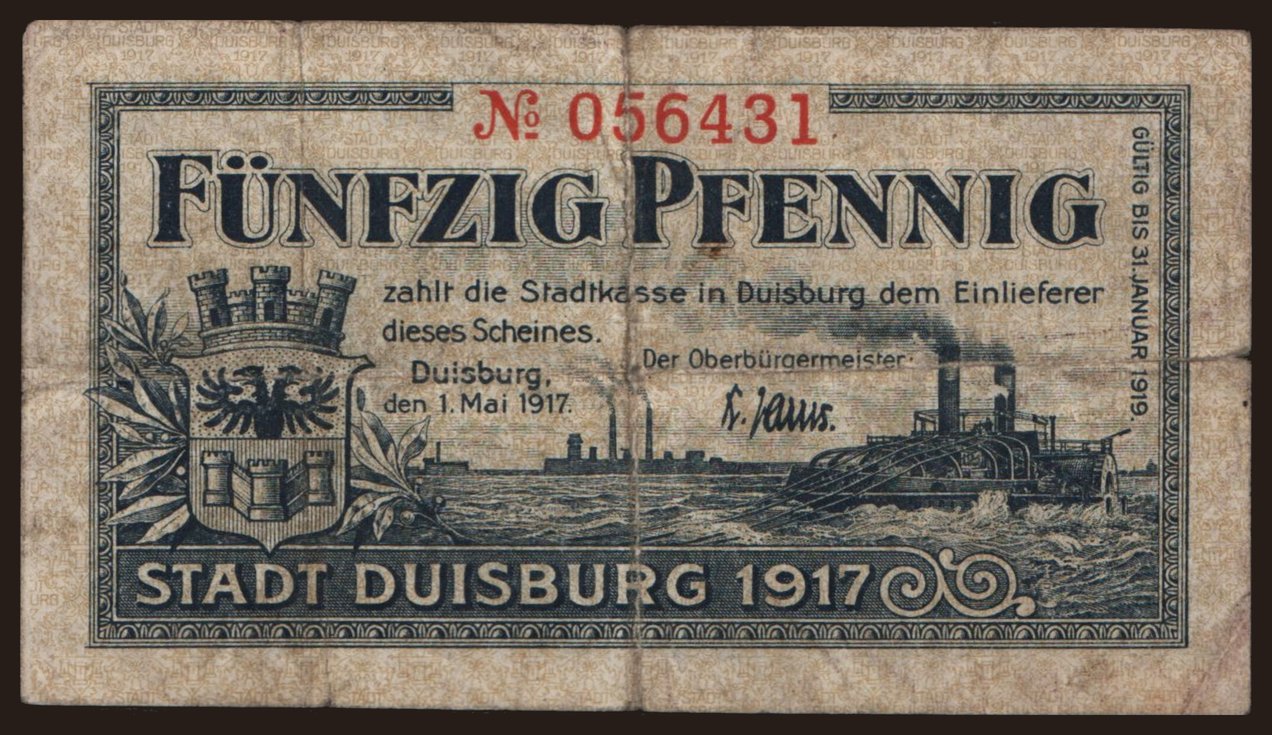 № 056431
FÜNFZIG PFENNIG
zahlt die Stadtkasse in Duisburg dem Einlieferer
dieses Scheines.
Duisburg,
den 1. Mai 1917.
Der Oberbürgermeister:
GÜLTIG BIS 31. JANUAR 1919.
STADT DUISBURG 1917